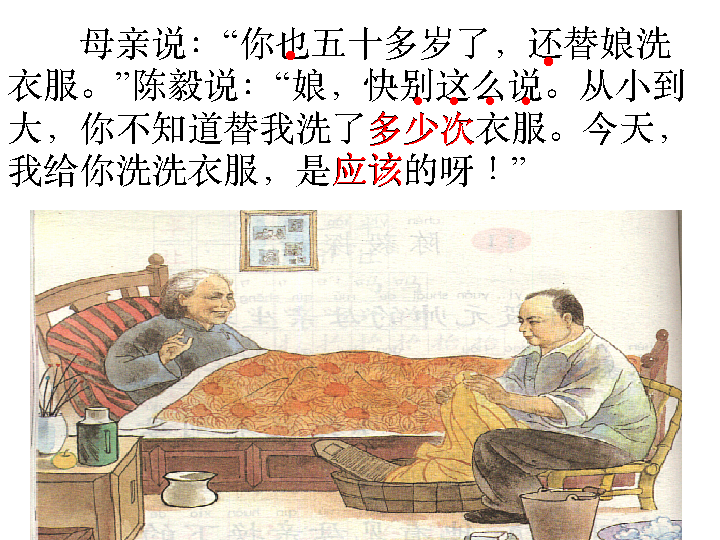 母亲说：“你也五十多岁了，还替娘洗
衣服。”陈毅说：“娘，快别这么说。从小到
大，你不知道替我洗了多少次衣服。今天，
我给你洗洗衣服，是应该的呀！”